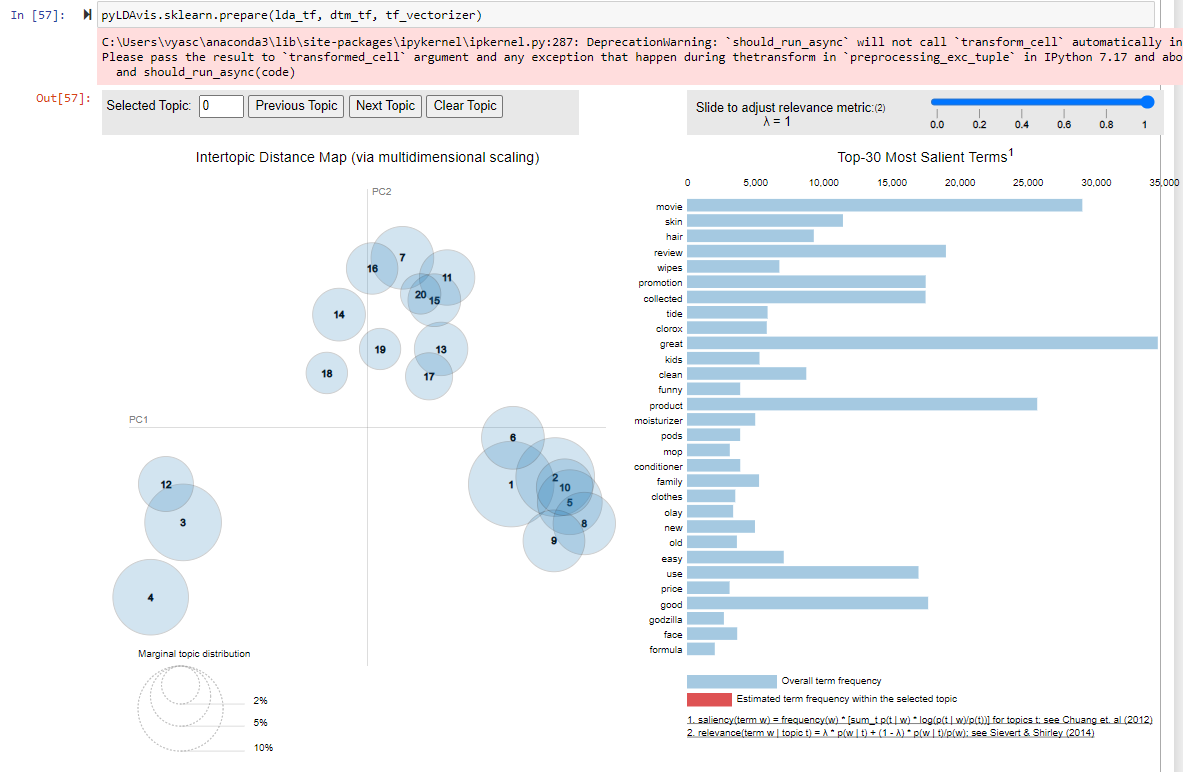 In [57]:
pyLDAvis.sklearn.prepare(lda_tf, dtm_tf, tf_vectorizer)
C:\Users\vyasc\anaconda3\lib\site-packages\ipykernel\ipkernel.py:287: DeprecationWarning: `should_run_async` will not call `transform_cell` automatically in
Please pass the result to `transformed_cell` argument and any exception that happen during thetransform in `preprocessing_exc_tuple` in IPython 7.17 and abo
and should_run_async(code)
Out[57]:
Selected Topic: 0 Previous Topic Next Topic Clear Topic
Slide to adjust relevance metric:(2)
λ = 1
0.0 0.2 0.4 0.6 0.8 1
Intertopic Distance Map (via multidimensional scaling)
PC2
PC1
7
16
11
20
15
14
19
13
18
17
6
1
2
10
5
8
9
12
3
4
Marginal topic distribution
2%
5%
10%
Top-30 Most Salient Terms1
0 5,000 10,000 15,000 20,000 25,000 30,000 35,000
movie
skin
hair
review
wipes
promotion
collected
tide
clorox
great
kids
clean
funny
product
moisturizer
pods
mop
conditioner
family
clothes
olay
new
old
easy
use
price
good
godzilla
face
formula
Overall term frequency
Estimated term frequency within the selected topic
1. saliency(term w) = frequency(w) * [sum_t p(t | w) * log(p(t | w)/p(t))] for topics t; see Chuang et. al (2012)
2. relevance(term w | topic t) = λ * p(w | t) + (1 - λ) * p(w | t)/p(w); see Sievert & Shirley (2014)